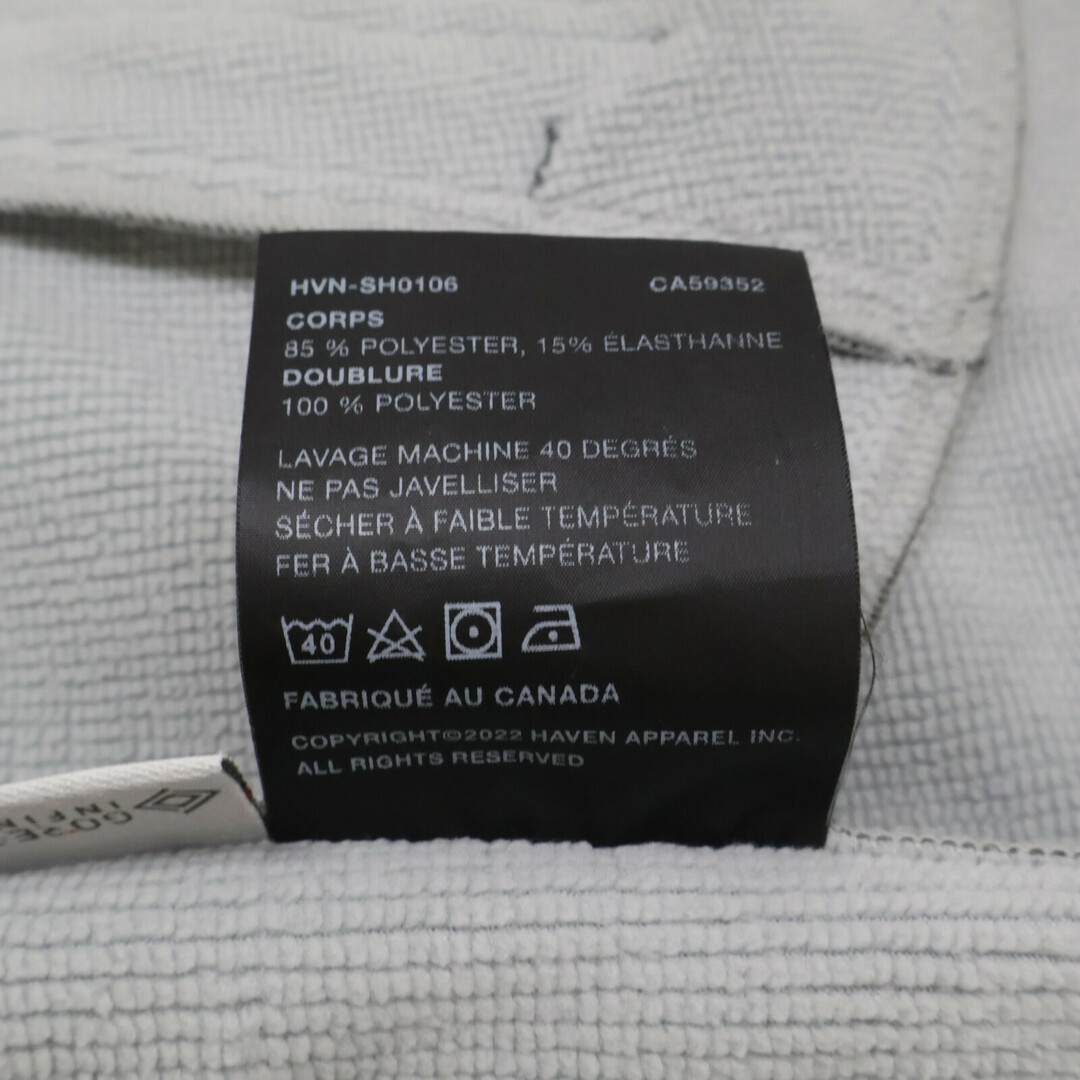 HVN-SH0106 CA59352
CORPS
85 % POLYESTER, 15% ÉLASTHANNE
DOUBLURE
100 % POLYESTER
LAVAGE MACHINE 40 DEGRÉS
NE PAS JAVELLISER
SÉCHER À FAIBLE TEMPÉRATURE
FER À BASSE TEMPÉRATURE
40
FABRIQUÉ AU CANADA
COPYRIGHT©2022 HAVEN APPAREL INC.
ALL RIGHTS RESERVED